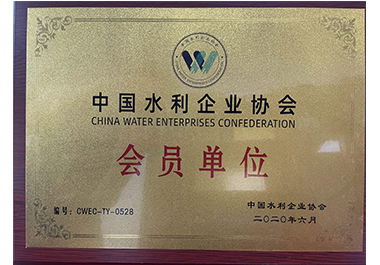 中国水利企业协会
CHINA WATER ENTERPRISES CONFEDERATION
会员单位
编号：CWEC-TY-0528
中国水利企业协会
二〇二〇年六月